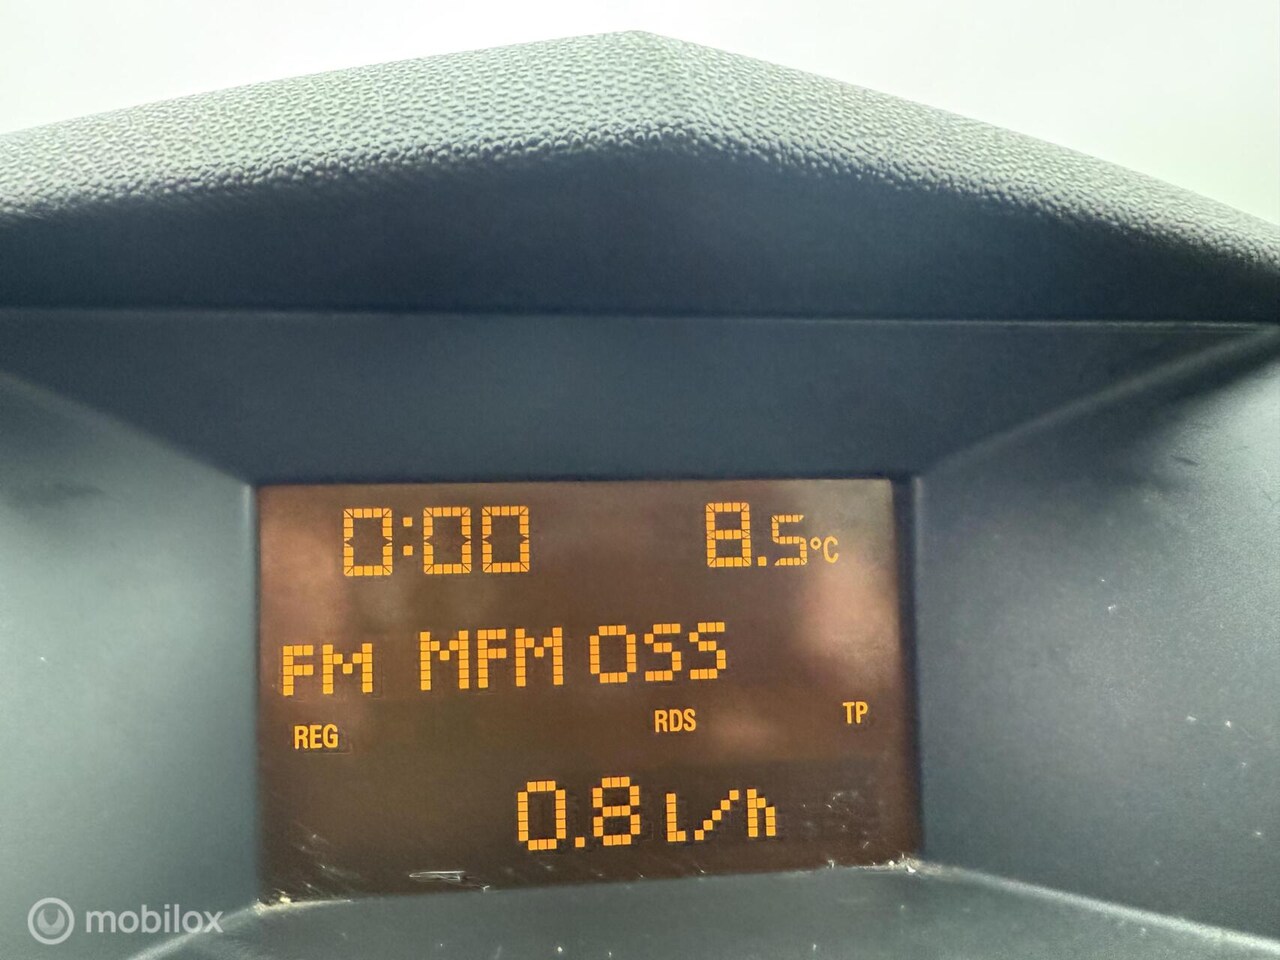 0:00 8.5°C
FM MFM OSS
REG RDS TP
0.8 l/h
mobilox